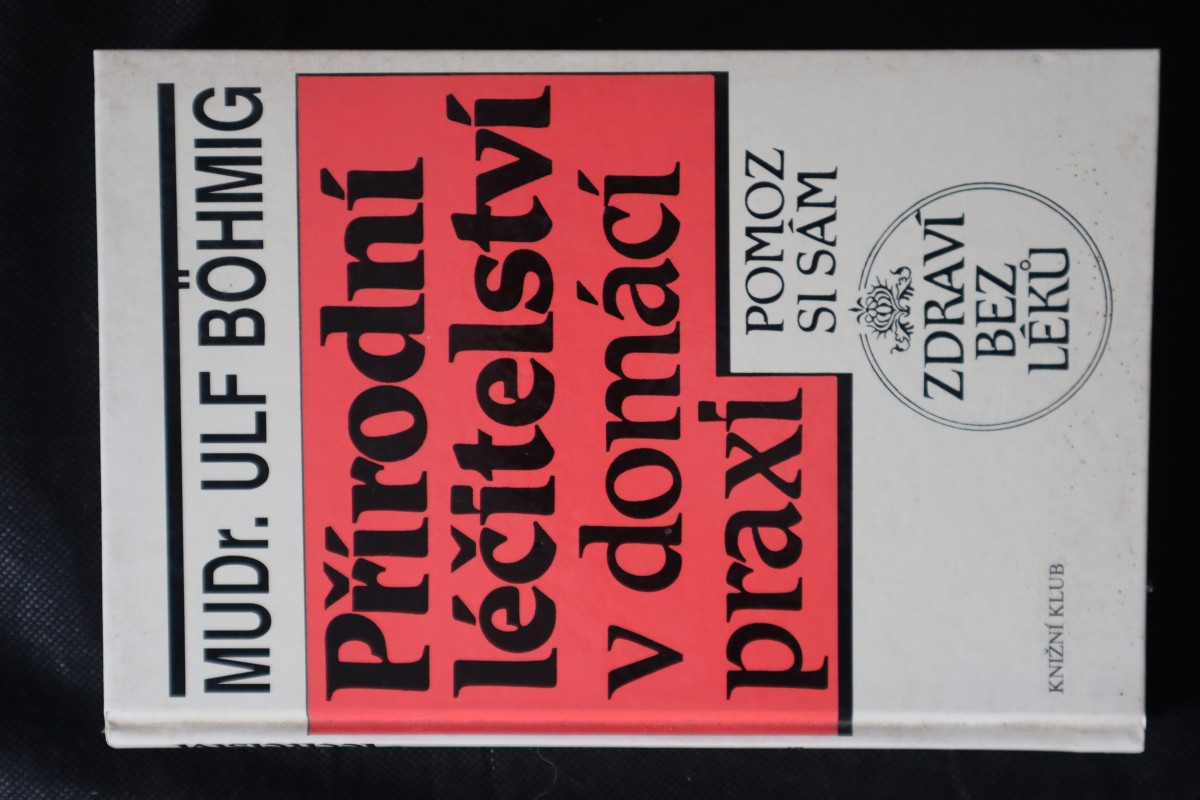 MUDr. ULF BÖHMIG
Přírodní
léčitelství
v domácí
praxi
POMOZ
SI SÁM
ZDRAVÍ
BEZ
LÉKŮ
KNIŽNÍ KLUB